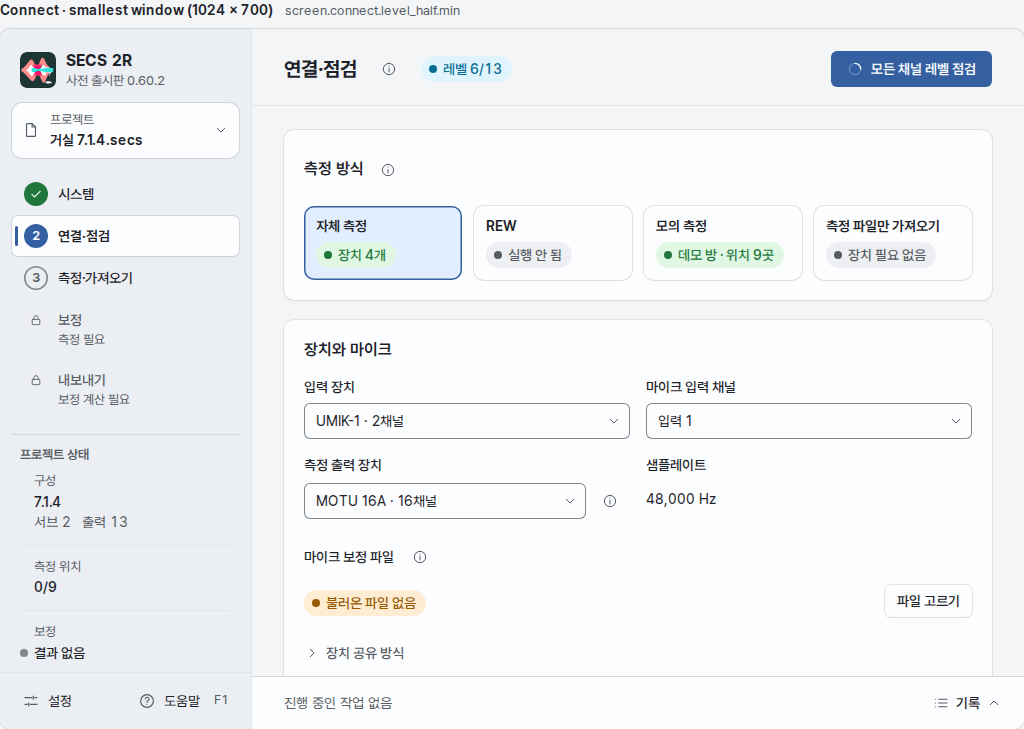 Connect · smallest window (1024 × 700) screen.connect.level_half.min
SECS 2R
사전 출시판 0.60.2
프로젝트
거실 7.1.4.secs
시스템
2 연결·점검
3 측정·가져오기
보정
측정 필요
내보내기
보정 계산 필요
프로젝트 상태
구성
7.1.4
서브 2 출력 13
측정 위치
0/9
보정
결과 없음
설정
도움말 F1
연결·점검
레벨 6/13
모든 채널 레벨 점검
측정 방식
자체 측정
장치 4개
REW
실행 안 됨
모의 측정
데모 방 · 위치 9곳
측정 파일만 가져오기
장치 필요 없음
장치와 마이크
입력 장치
UMIK-1 · 2채널
마이크 입력 채널
입력 1
측정 출력 장치
MOTU 16A · 16채널
샘플레이트
48,000 Hz
마이크 보정 파일
불러온 파일 없음
파일 고르기
장치 공유 방식
진행 중인 작업 없음
기록